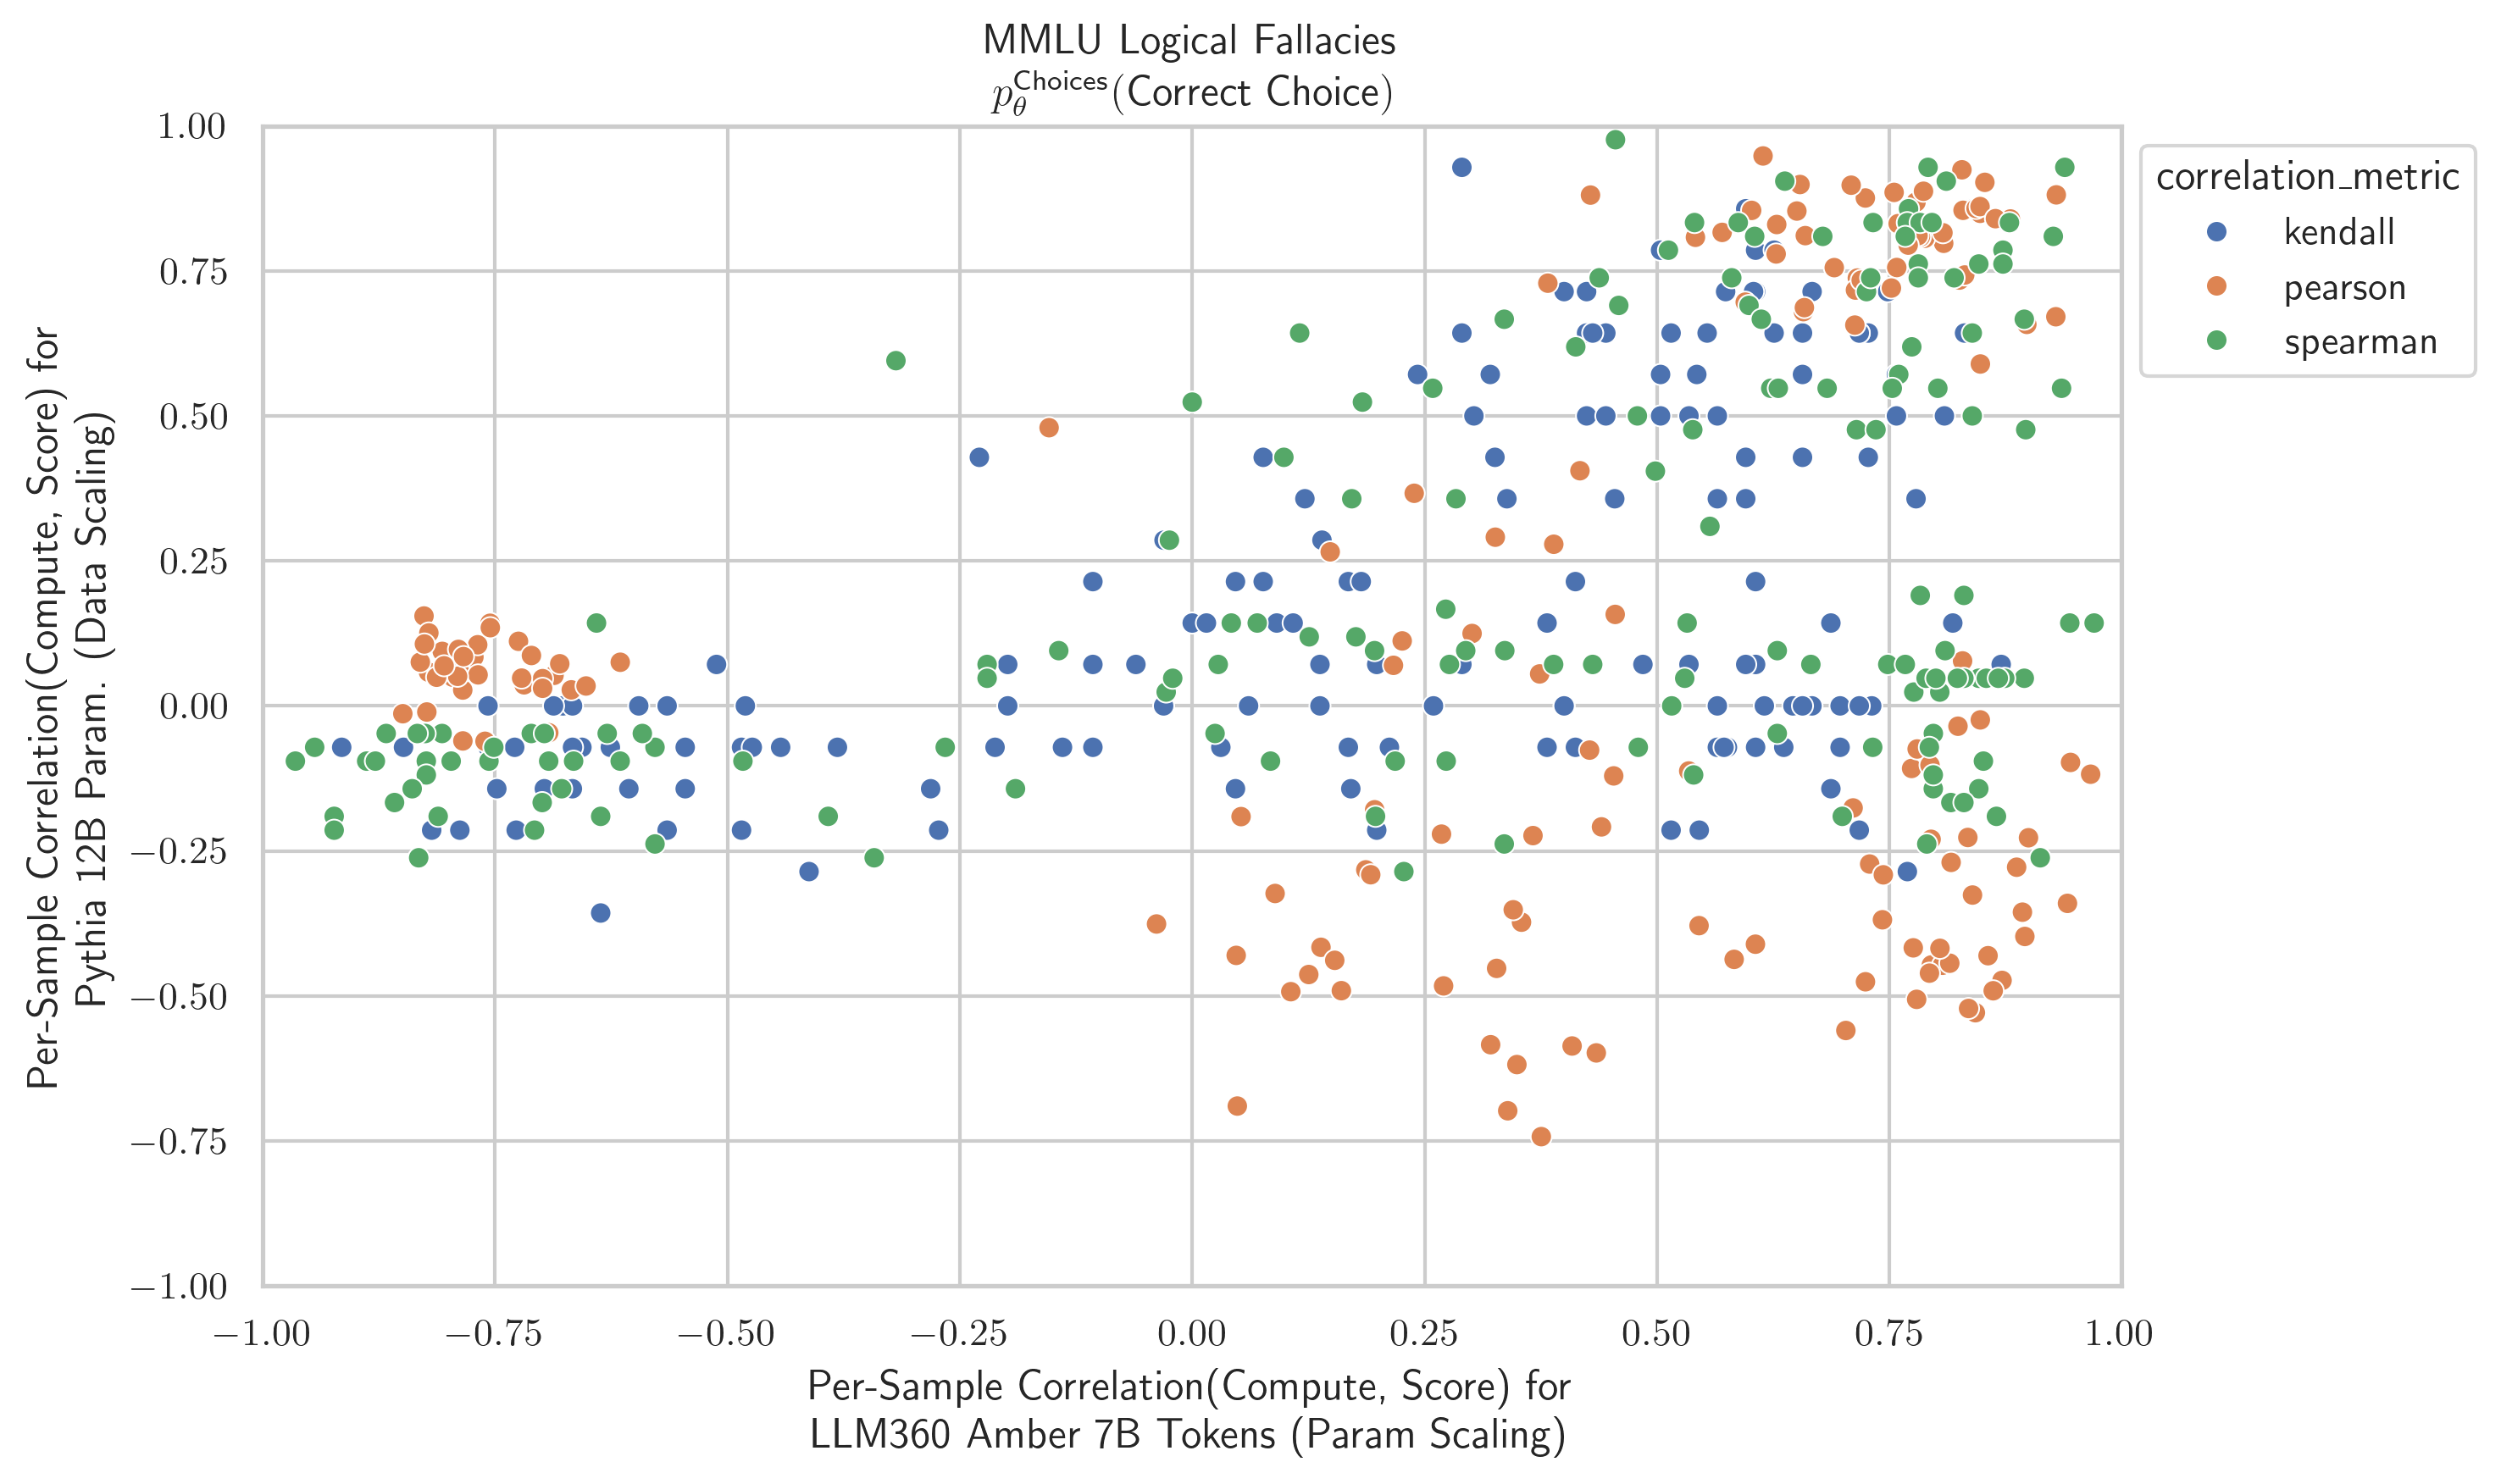 MMLU Logical Fallacies
p_θ^Choices(Correct Choice)
Per-Sample Correlation(Compute, Score) for
Pythia 12B Param. (Data Scaling)
1.00
0.75
0.50
0.25
0.00
−0.25
−0.50
−0.75
−1.00
−1.00 −0.75 −0.50 −0.25 0.00 0.25 0.50 0.75 1.00
Per-Sample Correlation(Compute, Score) for
LLM360 Amber 7B Tokens (Param Scaling)
correlation_metric
kendall
pearson
spearman